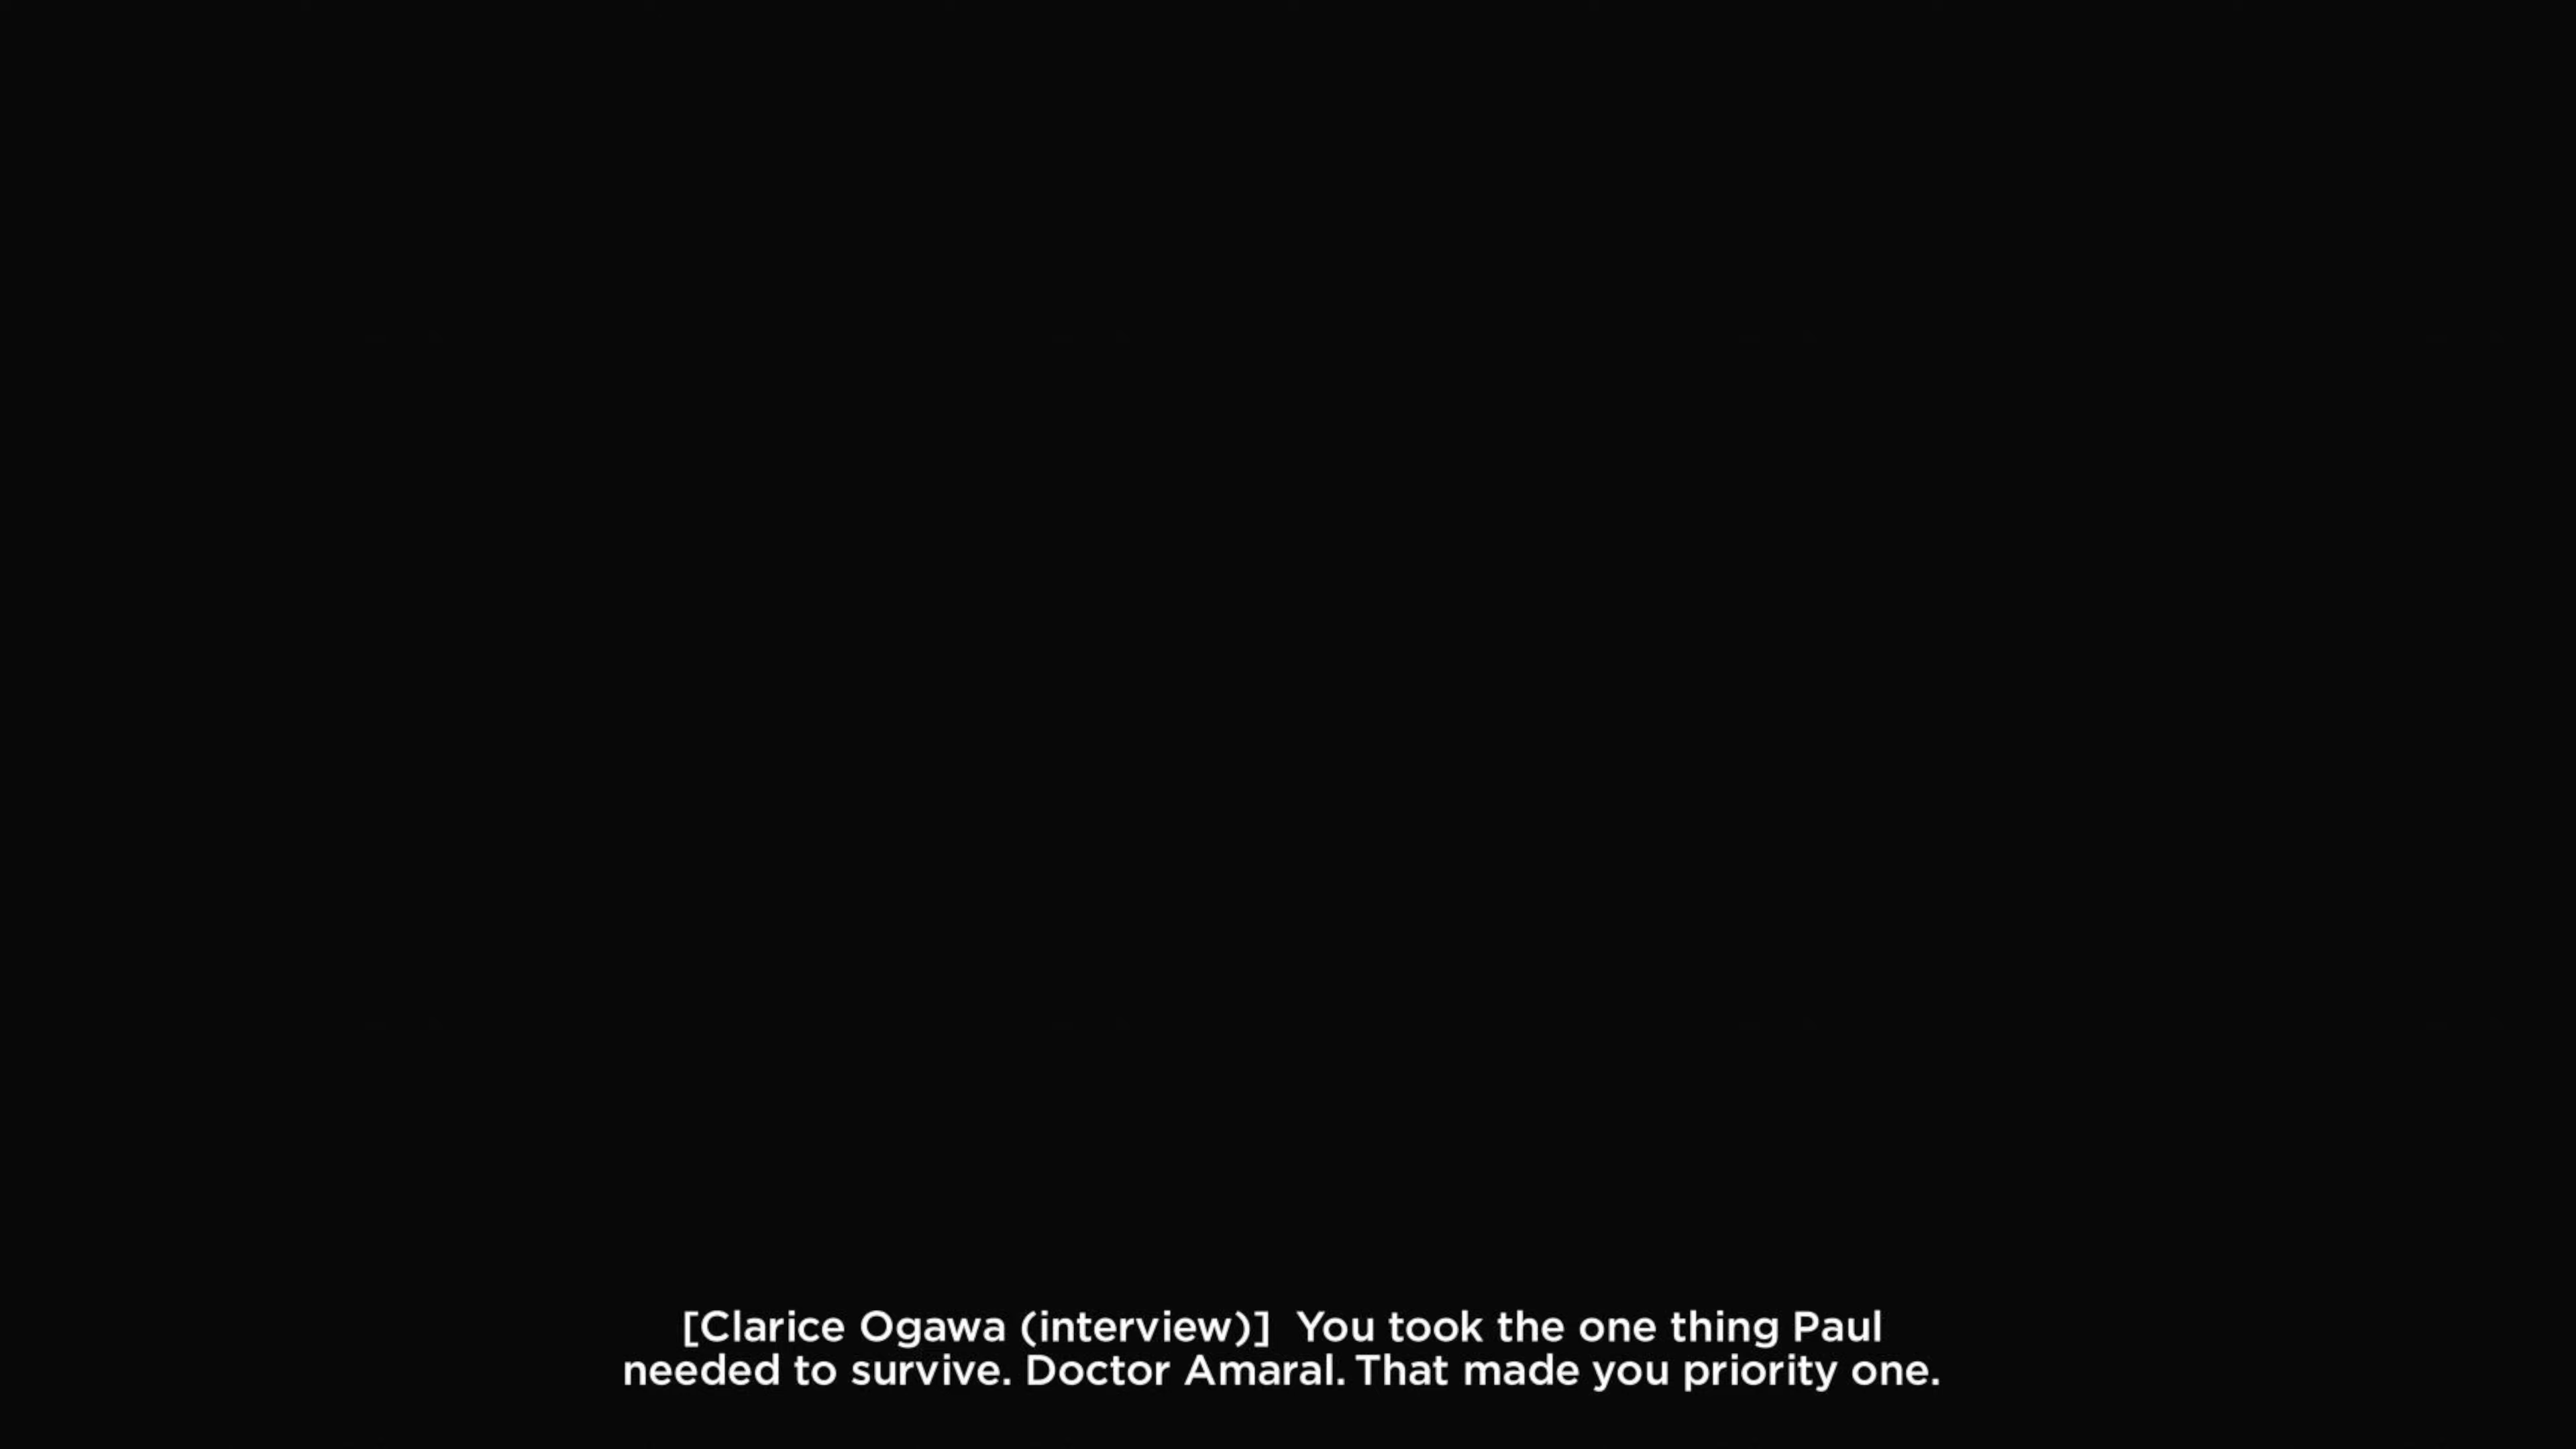 [Clarice Ogawa (interview)]  You took the one thing Paul
needed to survive. Doctor Amaral. That made you priority one.